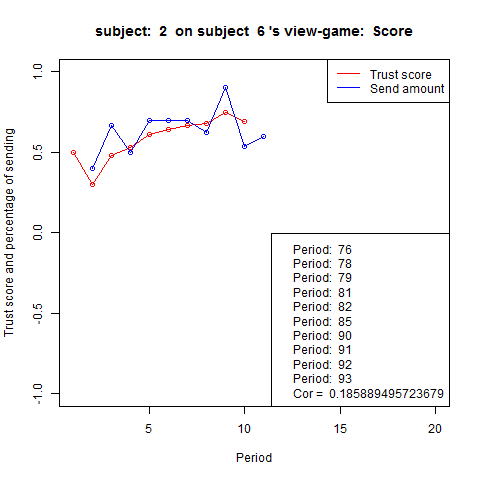 subject:  2  on subject  6 's view-game:  Score
Trust score
Send amount
Trust score and percentage of sending
1.0
0.5
0.0
-0.5
-1.0
Period:  76
Period:  78
Period:  79
Period:  81
Period:  82
Period:  85
Period:  90
Period:  91
Period:  92
Period:  93
Cor =  0.185889495723679
5
10
15
20
Period